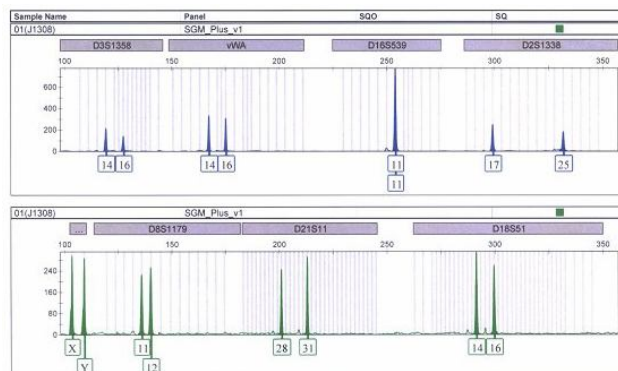 Sample Name Panel SQO SQ
01(J1308) SGM_Plus_v1
D3S1358 vWA D16S539 D2S1338
100 150 200 250 300 350
600
400
200
0
14 16 14 16 11 17 25
11
01(J1308) SGM_Plus_v1
... D8S1179 D21S11 D18S51
100 150 200 250 300 350
240
160
80
0
X 11 28 31 14 16
Y 12